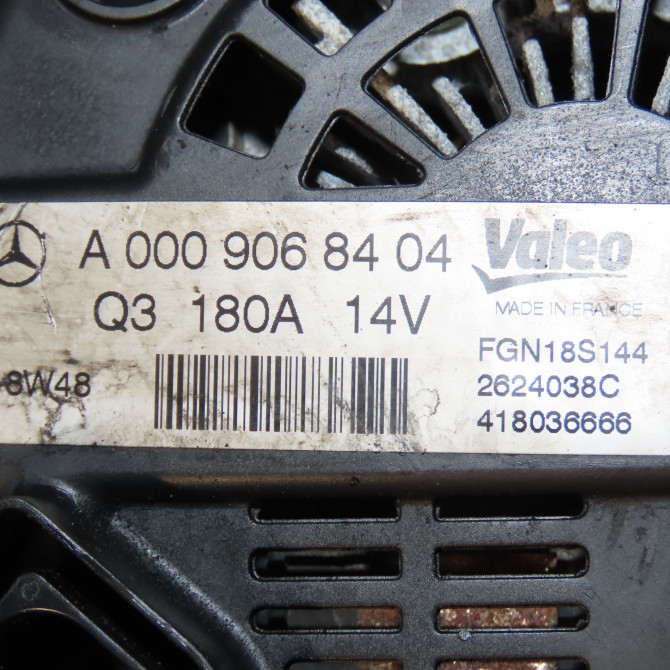 A 000 906 84 04
Valeo
MADE IN FRANCE
Q3 180A 14V
FGN18S144
8W48
2624038C
418036666